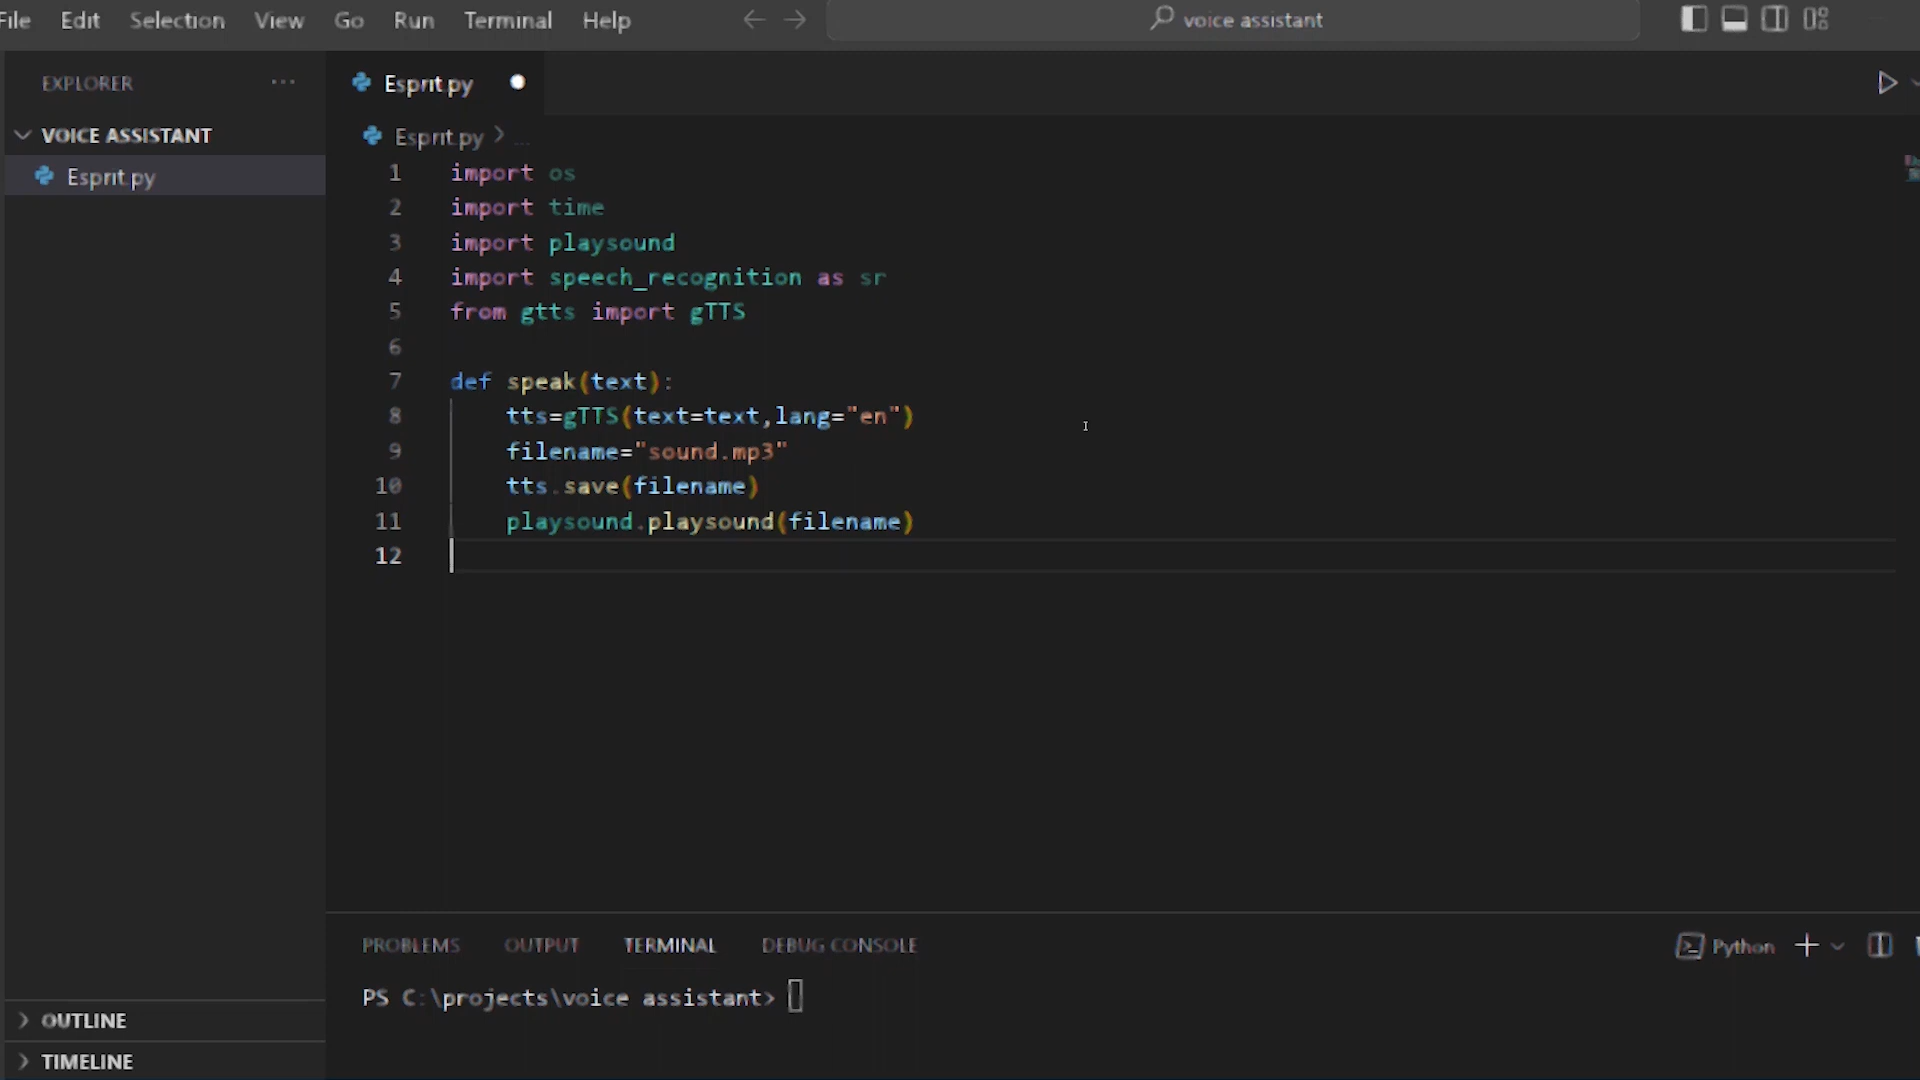 File Edit Selection View Go Run Terminal Help
voice assistant
EXPLORER ...
VOICE ASSISTANT
Esprit.py
Esprit.py
Esprit.py > ...
1 import os
2 import time
3 import playsound
4 import speech_recognition as sr
5 from gtts import gTTS
6
7 def speak(text):
8 tts=gTTS(text=text,lang="en")
9 filename="sound.mp3"
10 tts.save(filename)
11 playsound.playsound(filename)
12
PROBLEMS OUTPUT TERMINAL DEBUG CONSOLE
Python
PS C:\projects\voice assistant>
OUTLINE
TIMELINE